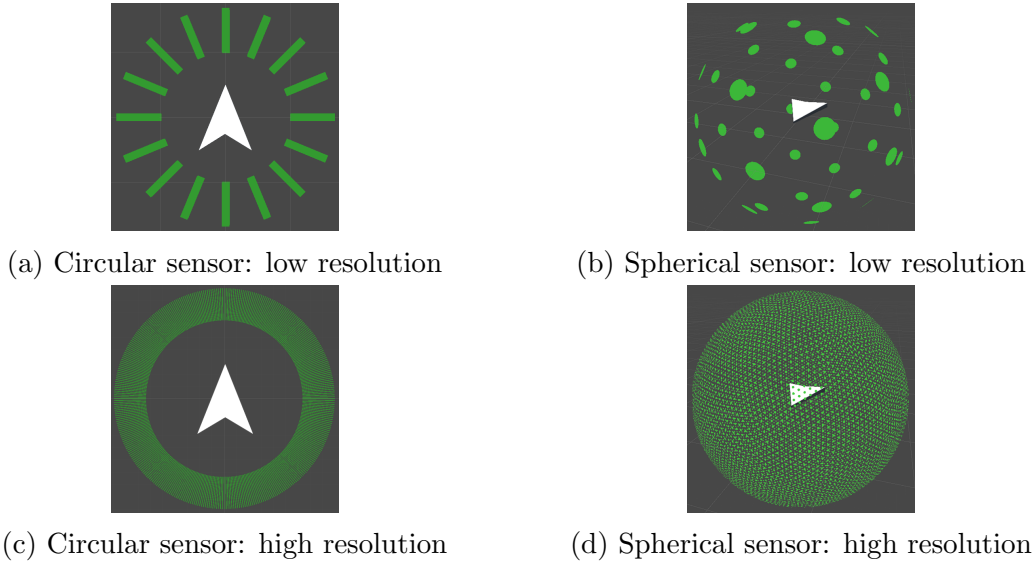 (a) Circular sensor: low resolution
(b) Spherical sensor: low resolution
(c) Circular sensor: high resolution
(d) Spherical sensor: high resolution